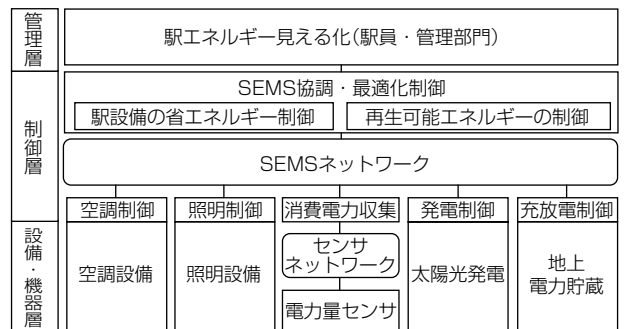 管理層
駅エネルギー見える化（駅員・管理部門）
制御層
SEMS協調・最適化制御
駅設備の省エネルギー制御
再生可能エネルギーの制御
SEMSネットワーク
空調制御
照明制御
消費電力収集
発電制御
充放電制御
設備・機器層
空調設備
照明設備
センサ
ネットワーク
電力量センサ
太陽光発電
地上
電力貯蔵